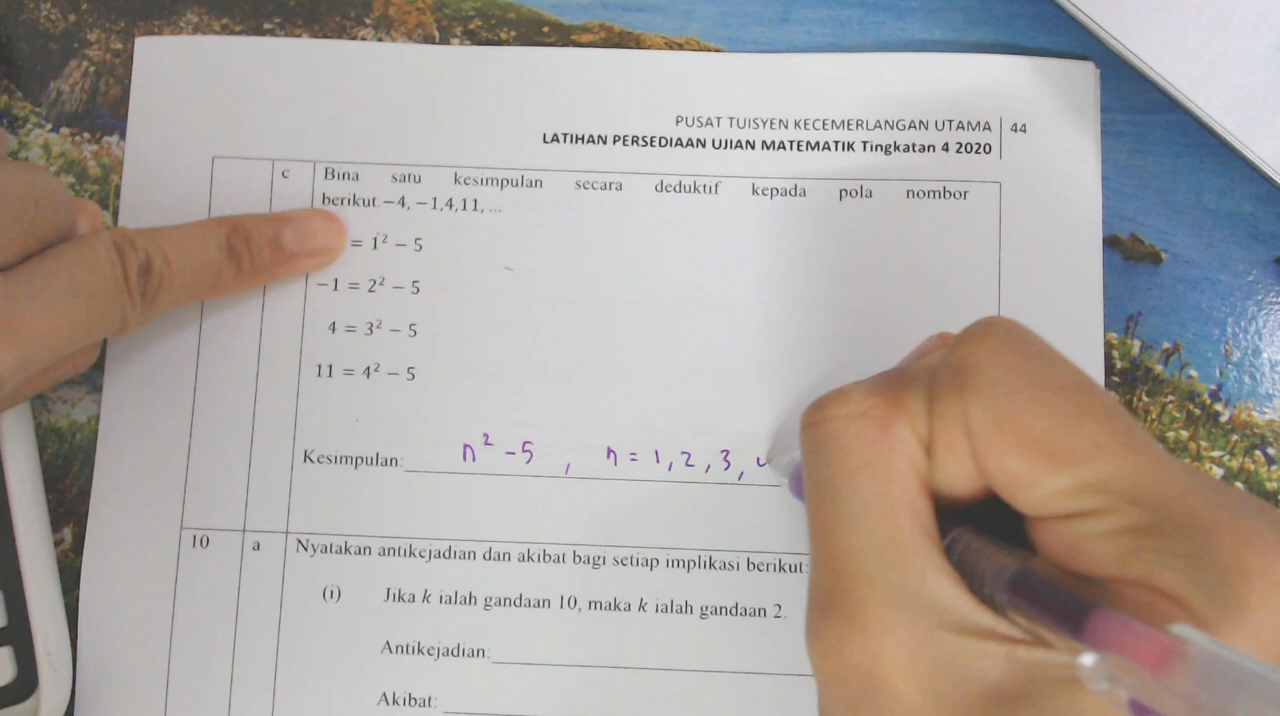 PUSAT TUISYEN KECEMERLANGAN UTAMA 44
LATIHAN PERSEDIAAN UJIAN MATEMATIK Tingkatan 4 2020
c Bina satu kesimpulan secara deduktif kepada pola nombor
berikut −4, −1,4,11, ...
= 1² − 5
−1 = 2² − 5
4 = 3² − 5
11 = 4² − 5
Kesimpulan: n² − 5 , n = 1, 2, 3,
10 a Nyatakan antikejadian dan akibat bagi setiap implikasi berikut:
(i) Jika k ialah gandaan 10, maka k ialah gandaan 2.
Antikejadian:
Akibat: